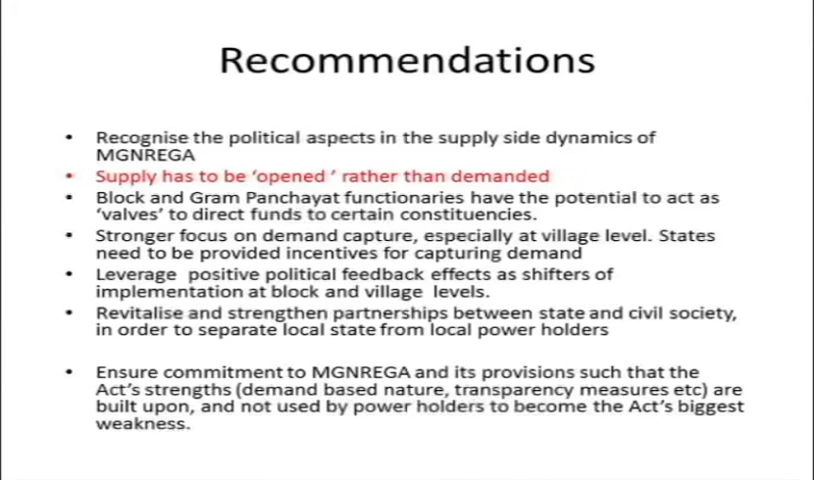 Recommendations
• Recognise the political aspects in the supply side dynamics of
MGNREGA
• Supply has to be ‘opened ’ rather than demanded
• Block and Gram Panchayat functionaries have the potential to act as
‘valves’ to direct funds to certain constituencies.
• Stronger focus on demand capture, especially at village level. States
need to be provided incentives for capturing demand
• Leverage positive political feedback effects as shifters of
implementation at block and village levels.
• Revitalise and strengthen partnerships between state and civil society,
in order to separate local state from local power holders
• Ensure commitment to MGNREGA and its provisions such that the
Act’s strengths (demand based nature, transparency measures etc) are
built upon, and not used by power holders to become the Act’s biggest
weakness.